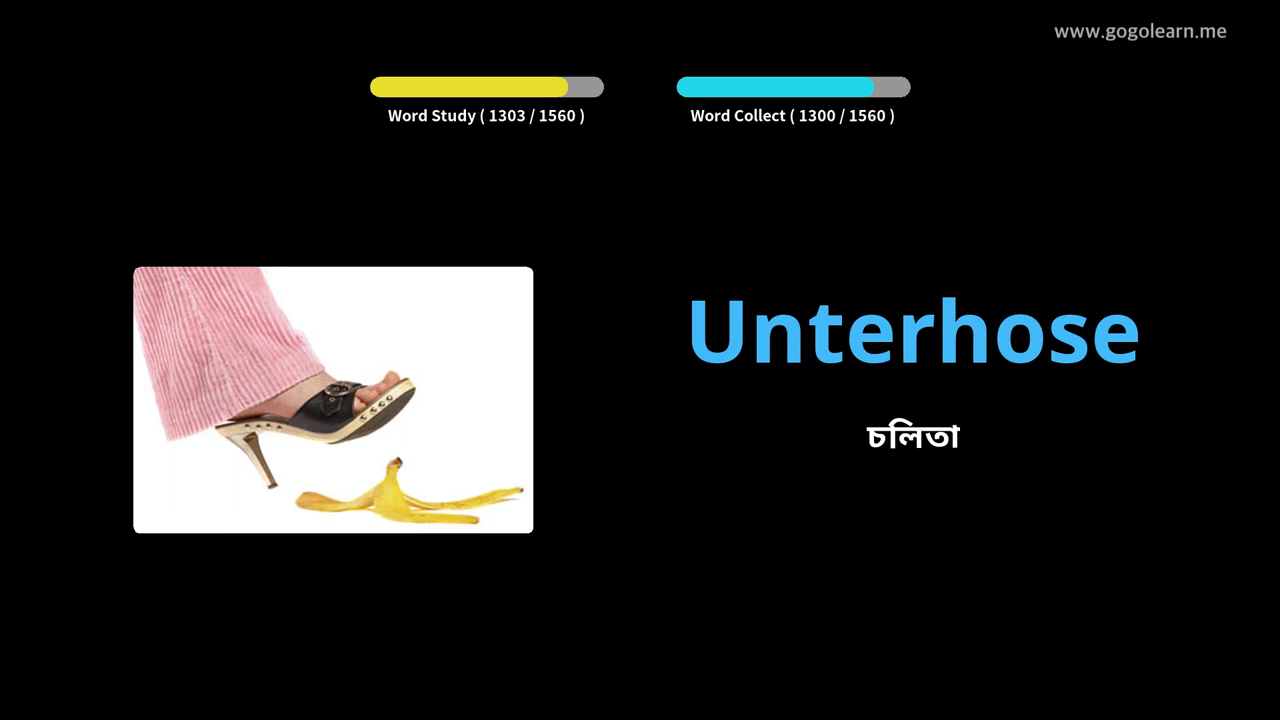 www.gogolearn.me
Word Study ( 1303 / 1560 )
Word Collect ( 1300 / 1560 )
Unterhose
চলিতা